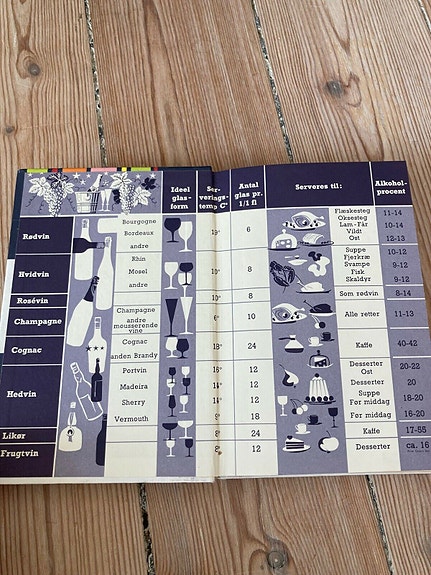 Ideel glas- form
Ser- verings- temp C°
Antal glas pr. 1/1 fl
Serveres til:
Alkohol- procent
Rødvin
Bourgogne
Bordeaux
andre
6
Flæskesteg
Oksesteg
Lam - Får
Vildt
Ost
11-14
10-14
12-13
Hvidvin
Rhin
Mosel
andre
10°
8
Suppe
Fjerkræ
Svampe
Fisk
Skaldyr
10-12
9-12
9-12
Rosévin
10°
8
Som rødvin
8-14
Champagne
Champagne
andre
mousserende
vine
6°
10
Alle retter
11-13
Cognac
Cognac
anden Brandy
18°
24
Kaffe
40-42
Hedvin
Portvin
16°
12
Desserter
Ost
20-22
Madeira
14°
12
Desserter
20
Sherry
14°
12
Suppe
Før middag
18-20
Vermouth
18
Før middag
16-20
Likør
24
Kaffe
17-55
Frugtvin
12
Desserter
ca. 16